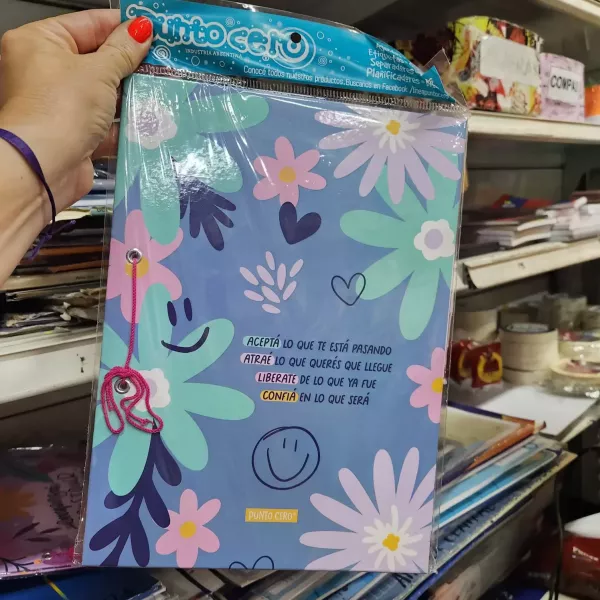 punto cero
INDUSTRIA ARGENTINA
Etiquetas
Separadores
Planificadores
Conocé todos nuestros productos. Buscanos en Facebook /
COMPA
ACEPTÁ LO QUE TE ESTÁ PASANDO
ATRAÉ LO QUE QUERÉS QUE LLEGUE
LIBERATE DE LO QUE YA FUE
CONFIÁ EN LO QUE SERÁ
PUNTO CERO